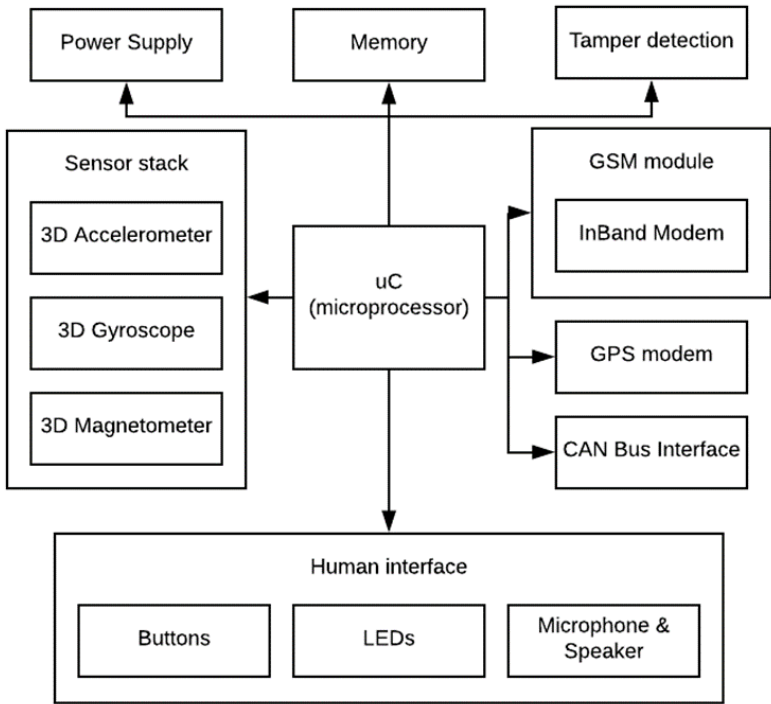 Power Supply
Memory
Tamper detection
Sensor stack
3D Accelerometer
3D Gyroscope
3D Magnetometer
uC
(microprocessor)
GSM module
InBand Modem
GPS modem
CAN Bus Interface
Human interface
Buttons
LEDs
Microphone &
Speaker